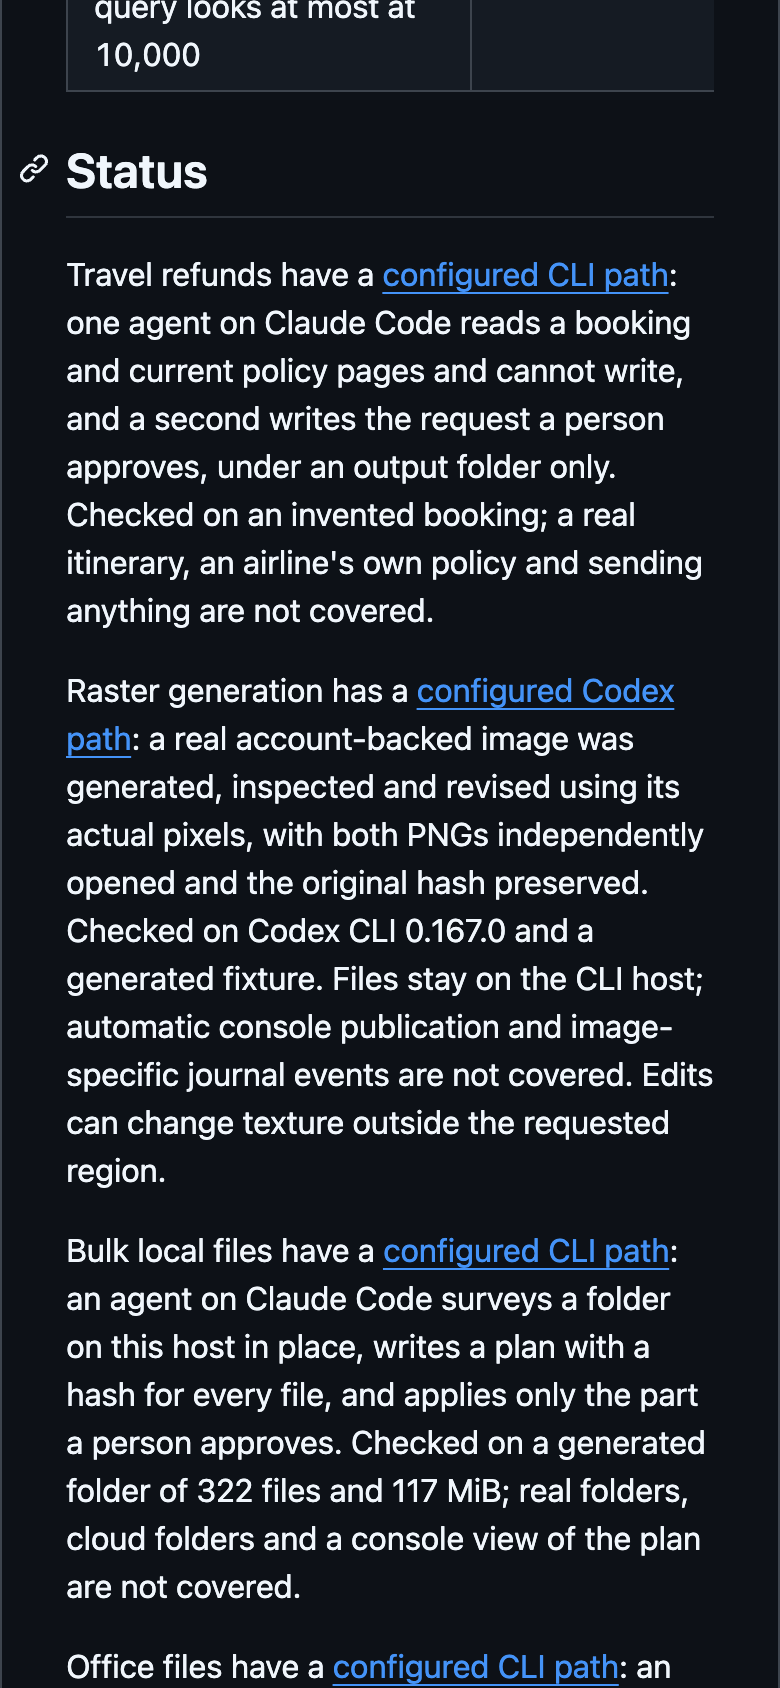 query looks at most at
10,000
Status
Travel refunds have a configured CLI path:
one agent on Claude Code reads a booking
and current policy pages and cannot write,
and a second writes the request a person
approves, under an output folder only.
Checked on an invented booking; a real
itinerary, an airline's own policy and sending
anything are not covered.
Raster generation has a configured Codex
path: a real account-backed image was
generated, inspected and revised using its
actual pixels, with both PNGs independently
opened and the original hash preserved.
Checked on Codex CLI 0.167.0 and a
generated fixture. Files stay on the CLI host;
automatic console publication and image-
specific journal events are not covered. Edits
can change texture outside the requested
region.
Bulk local files have a configured CLI path:
an agent on Claude Code surveys a folder
on this host in place, writes a plan with a
hash for every file, and applies only the part
a person approves. Checked on a generated
folder of 322 files and 117 MiB; real folders,
cloud folders and a console view of the plan
are not covered.
Office files have a configured CLI path: an